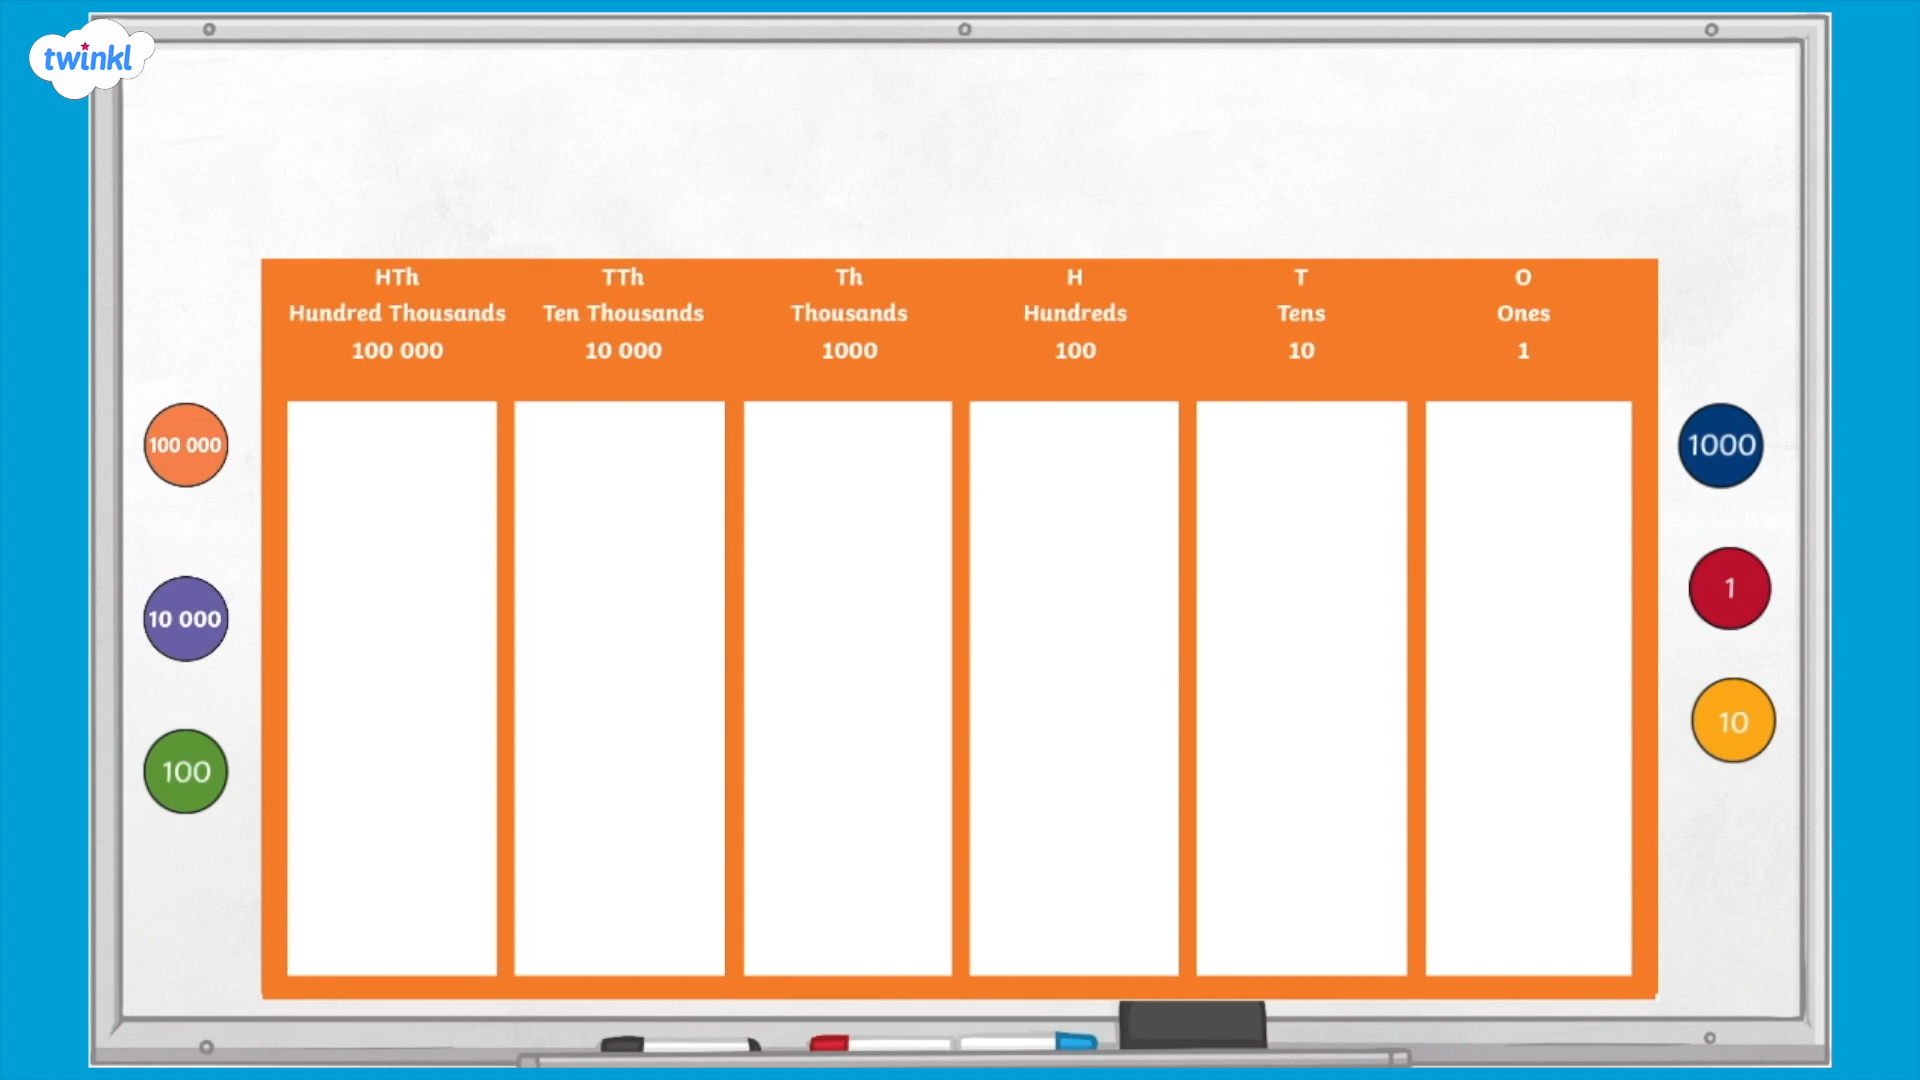 twinkl
HTh TTh Th H T O
Hundred Thousands Ten Thousands Thousands Hundreds Tens Ones
100 000 10 000 1000 100 10 1
100 000
1000
10 000
1
100
10